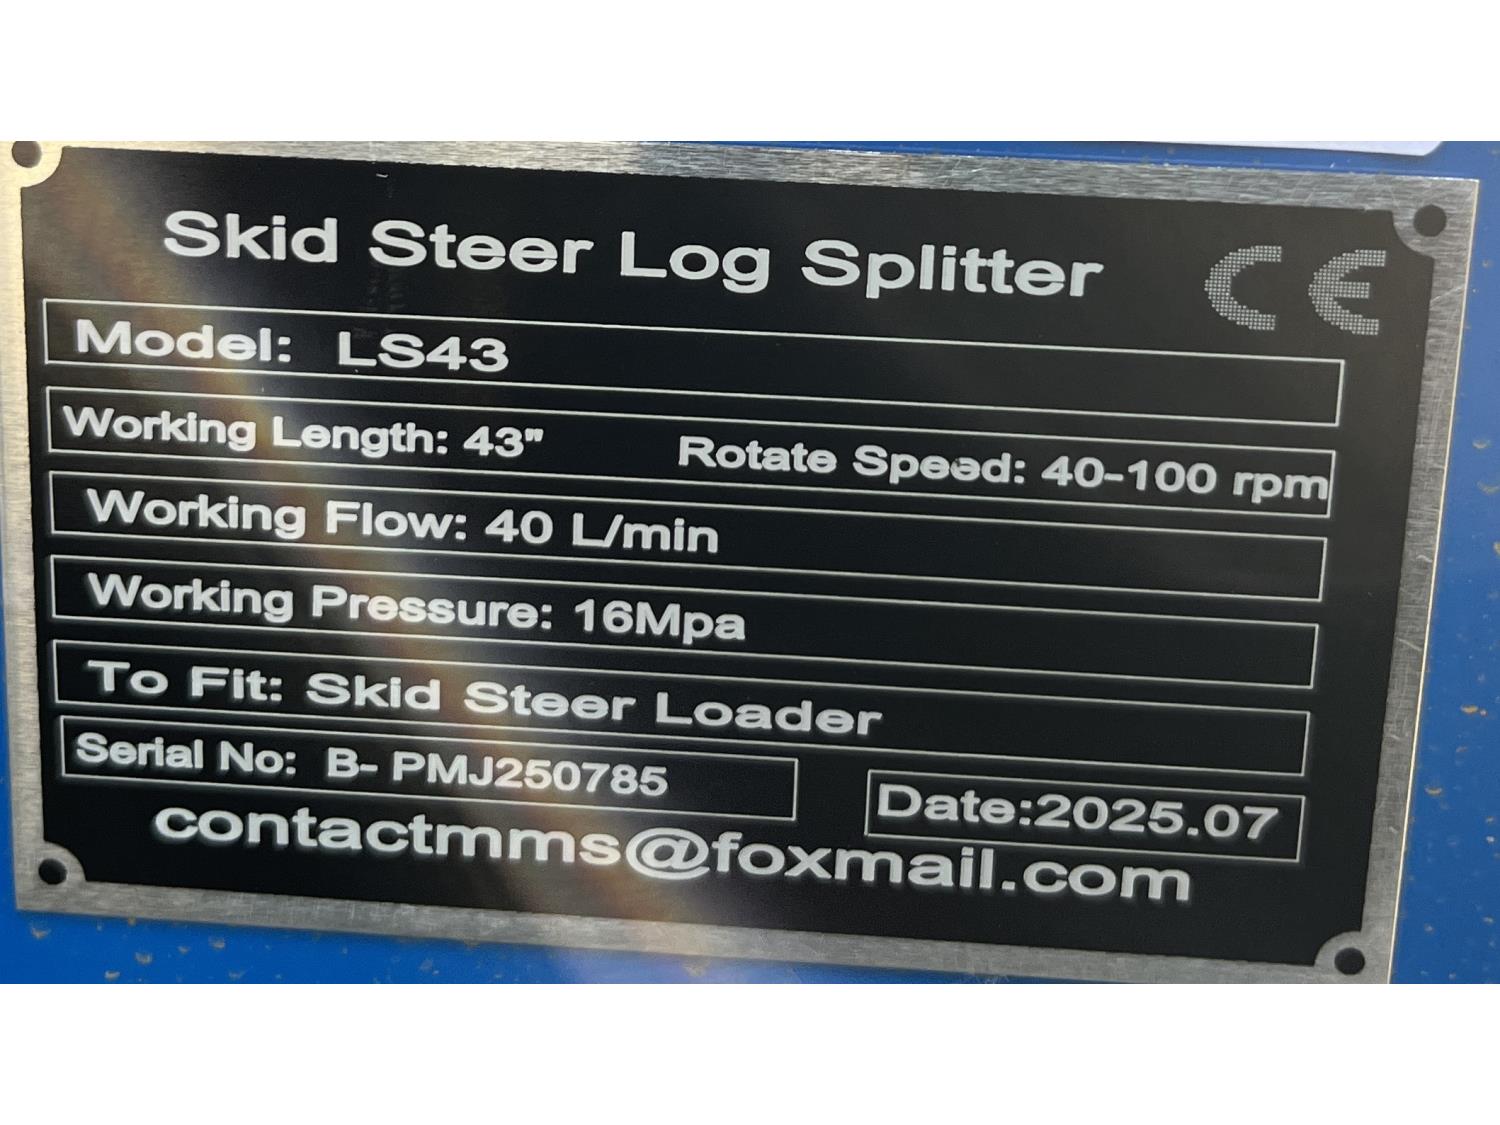 Skid Steer Log Splitter CE
Model: LS43
Working Length: 43" Rotate Speed: 40-100 rpm
Working Flow: 40 L/min
Working Pressure: 16Mpa
To Fit: Skid Steer Loader
Serial No: B- PMJ250785 Date:2025.07
contactmms@foxmail.com